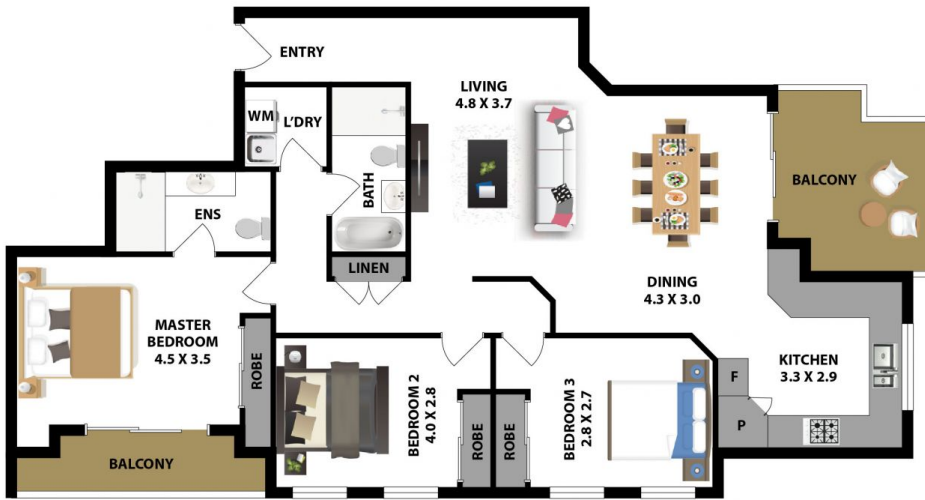 ENTRY
LIVING
4.8 X 3.7
WM
L'DRY
BATH
BALCONY
ENS
LINEN
DINING
4.3 X 3.0
MASTER
BEDROOM
4.5 X 3.5
ROBE
KITCHEN
3.3 X 2.9
F
P
BEDROOM 2
4.0 X 2.8
ROBE
ROBE
BEDROOM 3
2.8 X 2.7
BALCONY